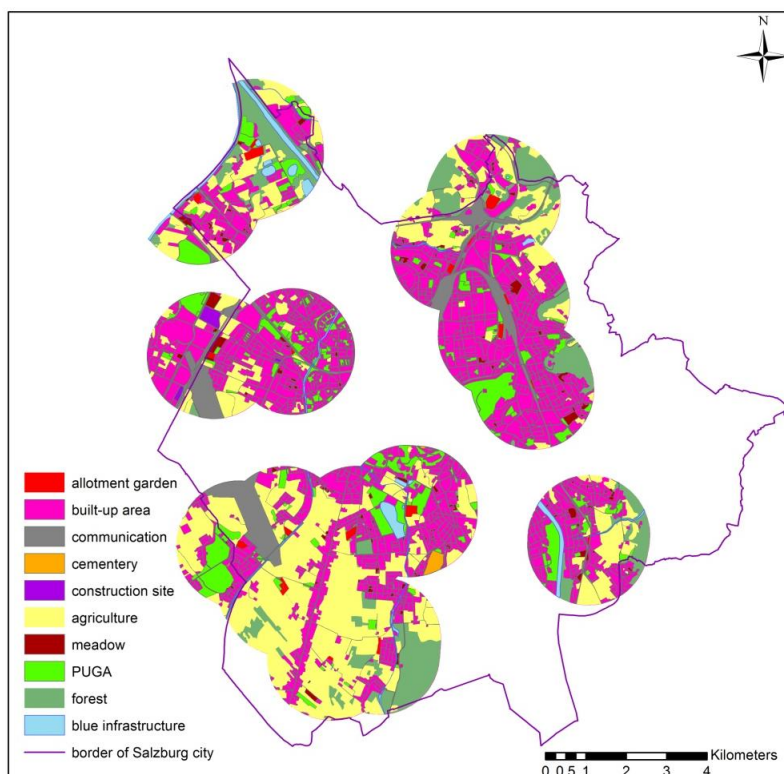 N
allotment garden
built-up area
communication
cementery
construction site
agriculture
meadow
PUGA
forest
blue infrastructure
border of Salzburg city
Kilometers
0 0,5 1 2 3 4